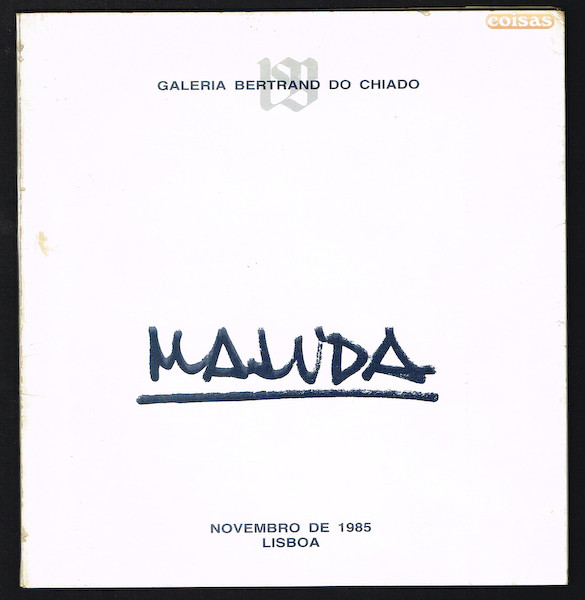 coisas
GALERIA BERTRAND DO CHIADO
MALUDA
NOVEMBRO DE 1985
LISBOA